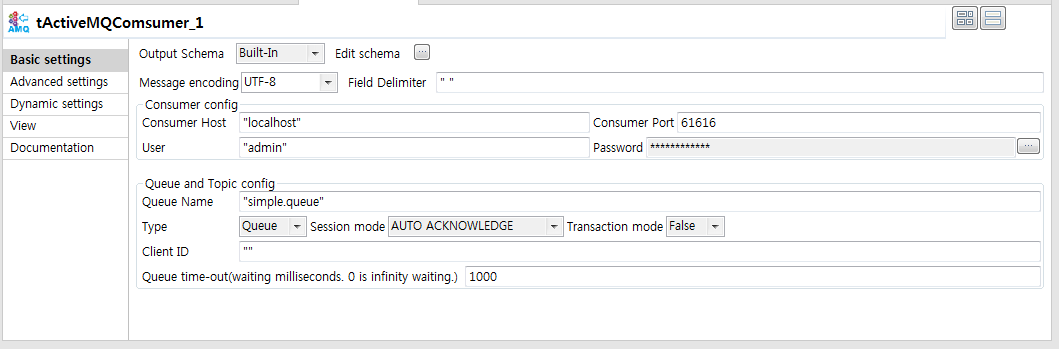 AMQ tActiveMQComsumer_1
Basic settings
Advanced settings
Dynamic settings
View
Documentation
Output Schema Built-In Edit schema ...
Message encoding UTF-8 Field Delimiter " "
Consumer config
Consumer Host "localhost" Consumer Port 61616
User "admin" Password ************ ...
Queue and Topic config
Queue Name "simple.queue"
Type Queue Session mode AUTO ACKNOWLEDGE Transaction mode False
Client ID ""
Queue time-out(waiting milliseconds. 0 is infinity waiting.) 1000